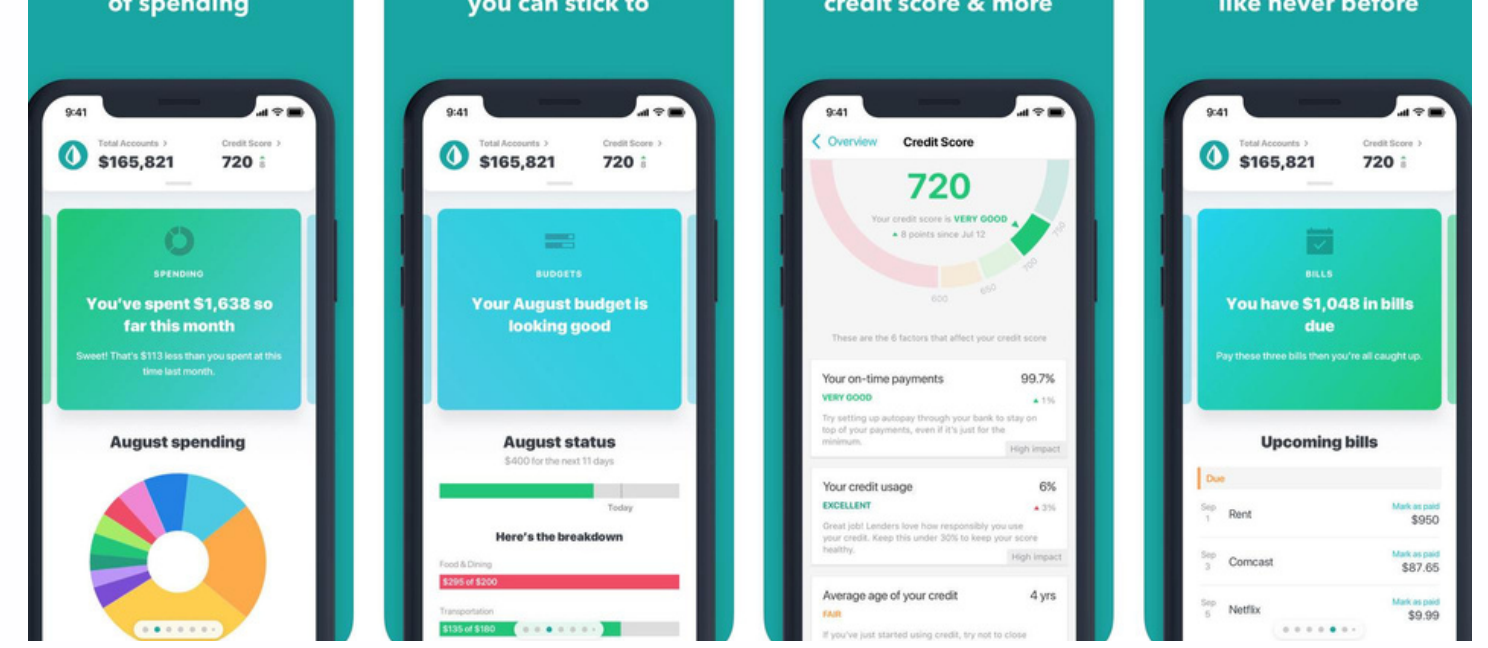 of spending
9:41
Total Accounts >
$165,821
Credit Score >
720 8
SPENDING
You've spent $1,638 so
far this month
Sweet! That's $113 less than you spent at this
time last month.
August spending
you can stick to
9:41
Total Accounts >
$165,821
Credit Score >
720 8
BUDGETS
Your August budget is
looking good
August status
$400 for the next 11 days
Today
Here's the breakdown
Food & Dining
$295 of $200
Transportation
$135 of $180
credit score & more
9:41
Overview
Credit Score
720
Your credit score is VERY GOOD
8 points since Jul 12
600
650
700
750
These are the 6 factors that affect your credit score
Your on-time payments 99.7%
VERY GOOD 1%
Try setting up autopay through your bank to stay on
top of your payments, even if it's just for the
minimum.
High impact
Your credit usage 6%
EXCELLENT 3%
Great job! Lenders love how responsibly you use
your credit. Keep this under 30% to keep your score
healthy.
High impact
Average age of your credit 4 yrs
FAIR
If you've just started using credit, try not to close
like never before
9:41
Total Accounts >
$165,821
Credit Score >
720 8
BILLS
You have $1,048 in bills
due
Pay these three bills then you're all caught up.
Upcoming bills
Due
Sep 1 Rent Mark as paid
$950
Sep 3 Comcast Mark as paid
$87.65
Sep 5 Netflix Mark as paid
$9.99